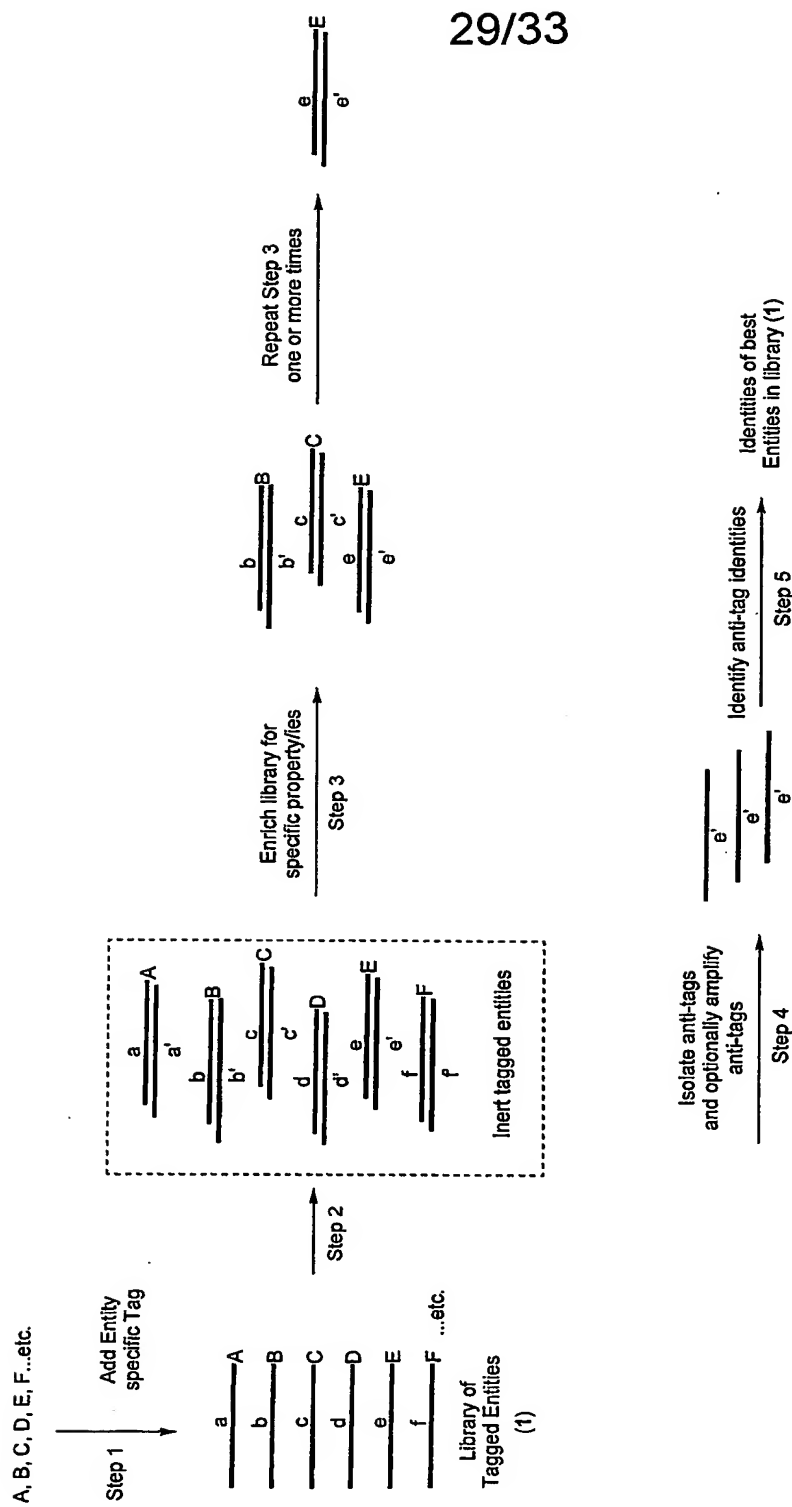 29/33
A, B, C, D, E, F...etc.
Step 1
Add Entity
specific Tag
a
A
b
B
c
C
d
D
e
E
f
F
...etc.
Library of
Tagged Entities
(1)
Step 2
a
A
a'
b
B
b'
c
C
c'
d
D
d'
e
E
e'
f
F
f'
Inert tagged entities
Enrich library for
specific property/ies
Step 3
b
B
b'
c
C
c'
e
E
e'
Repeat Step 3
one or more times
e
E
e'
Isolate anti-tags
and optionally amplify
anti-tags
Step 4
e'
e'
e'
Identify anti-tag identities
Step 5
Identities of best
Entities in library (1)